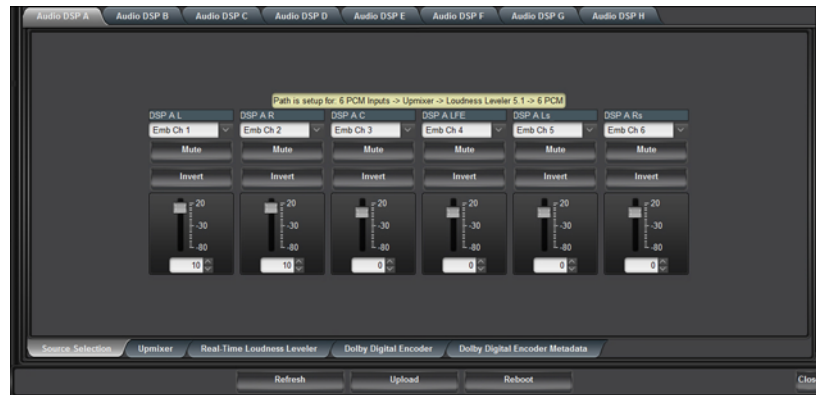 Audio DSP A Audio DSP B Audio DSP C Audio DSP D Audio DSP E Audio DSP F Audio DSP G Audio DSP H
Path is setup for: 6 PCM Inputs -> Upmixer -> Loudness Leveler 5.1 -> 6 PCM
DSP A L DSP A R DSP A C DSP A LFE DSP A Ls DSP A Rs
Emb Ch 1 Emb Ch 2 Emb Ch 3 Emb Ch 4 Emb Ch 5 Emb Ch 6
Mute Mute Mute Mute Mute Mute
Invert Invert Invert Invert Invert Invert
20 20 20 20 20 20
-30 -30 -30 -30 -30 -30
-80 -80 -80 -80 -80 -80
10 10 0 0 0 0
Source Selection Upmixer Real-Time Loudness Leveler Dolby Digital Encoder Dolby Digital Encoder Metadata
Refresh Upload Reboot Clos